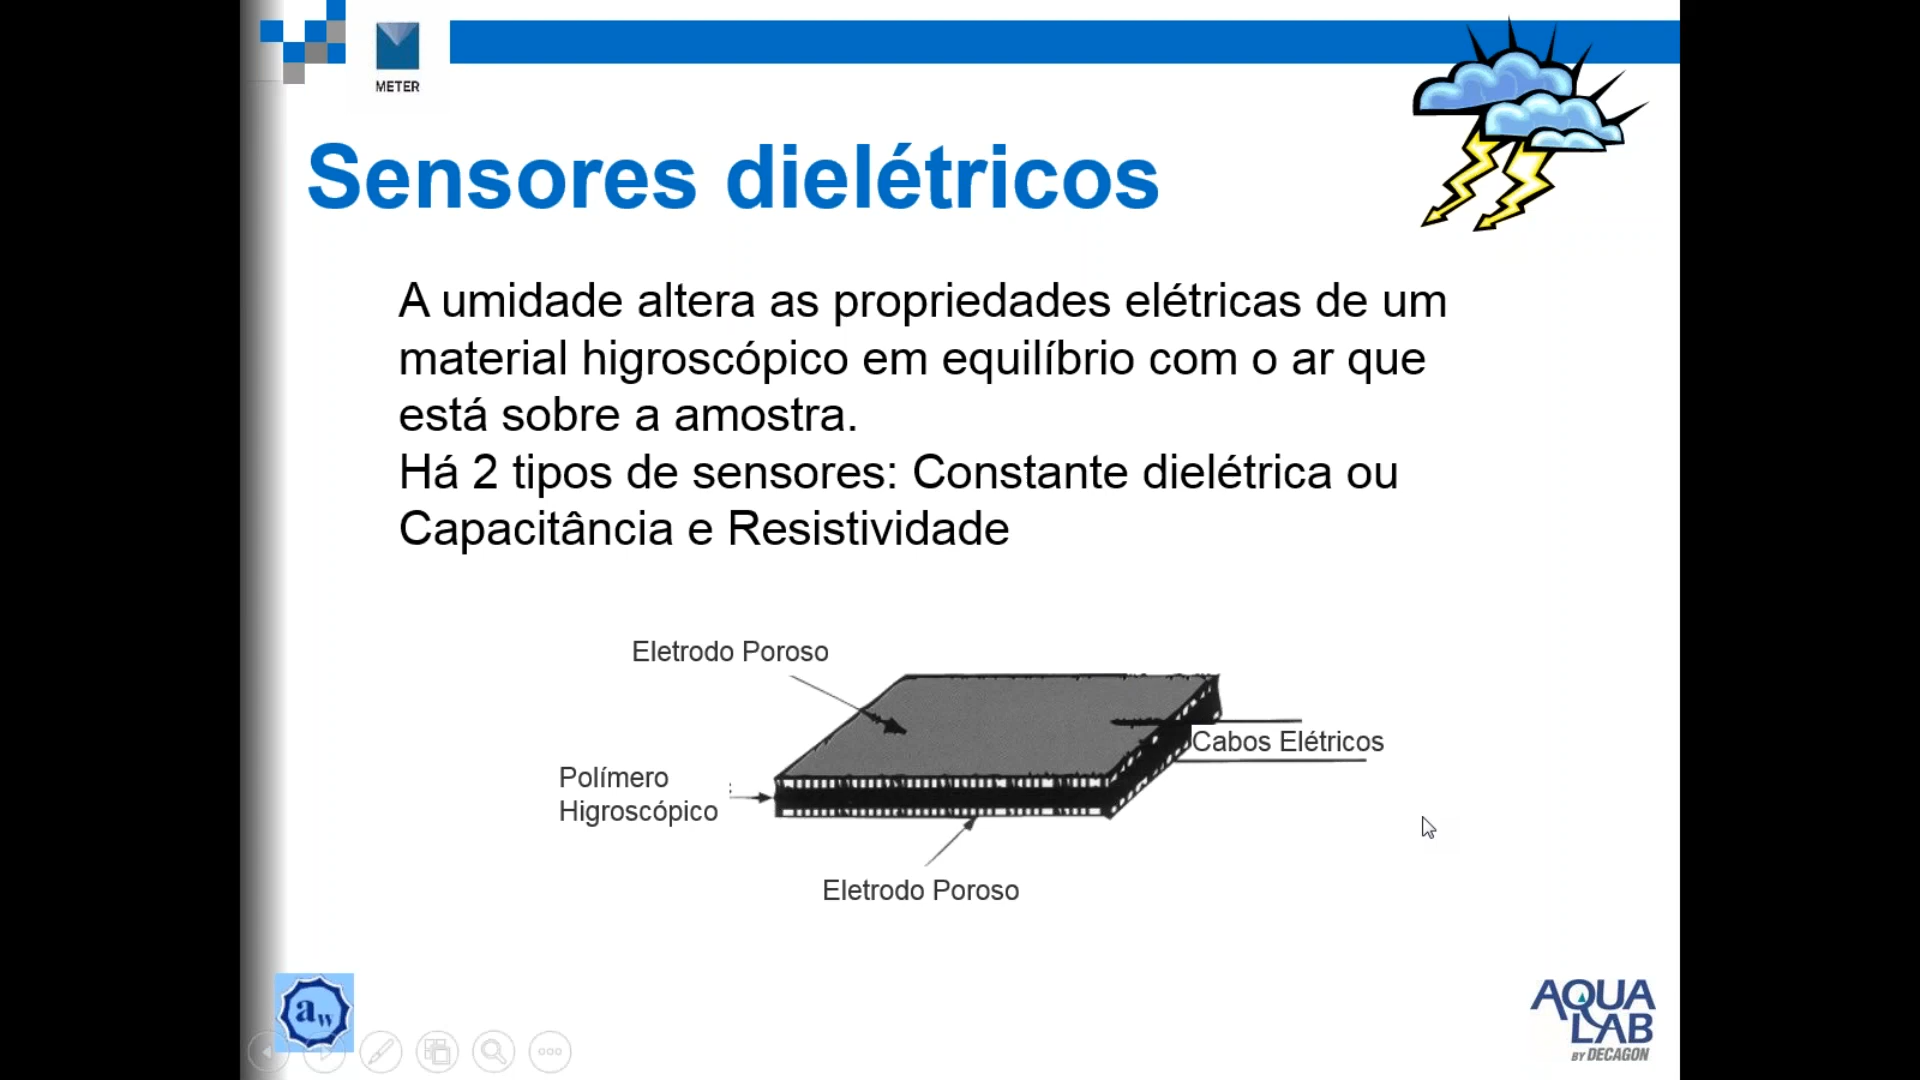 METER
Sensores dielétricos
A umidade altera as propriedades elétricas de um
material higroscópico em equilíbrio com o ar que
está sobre a amostra.
Há 2 tipos de sensores: Constante dielétrica ou
Capacitância e Resistividade
Eletrodo Poroso
Cabos Elétricos
Polímero
Higroscópico
Eletrodo Poroso
aw
AQUA
LAB
BY DECAGON